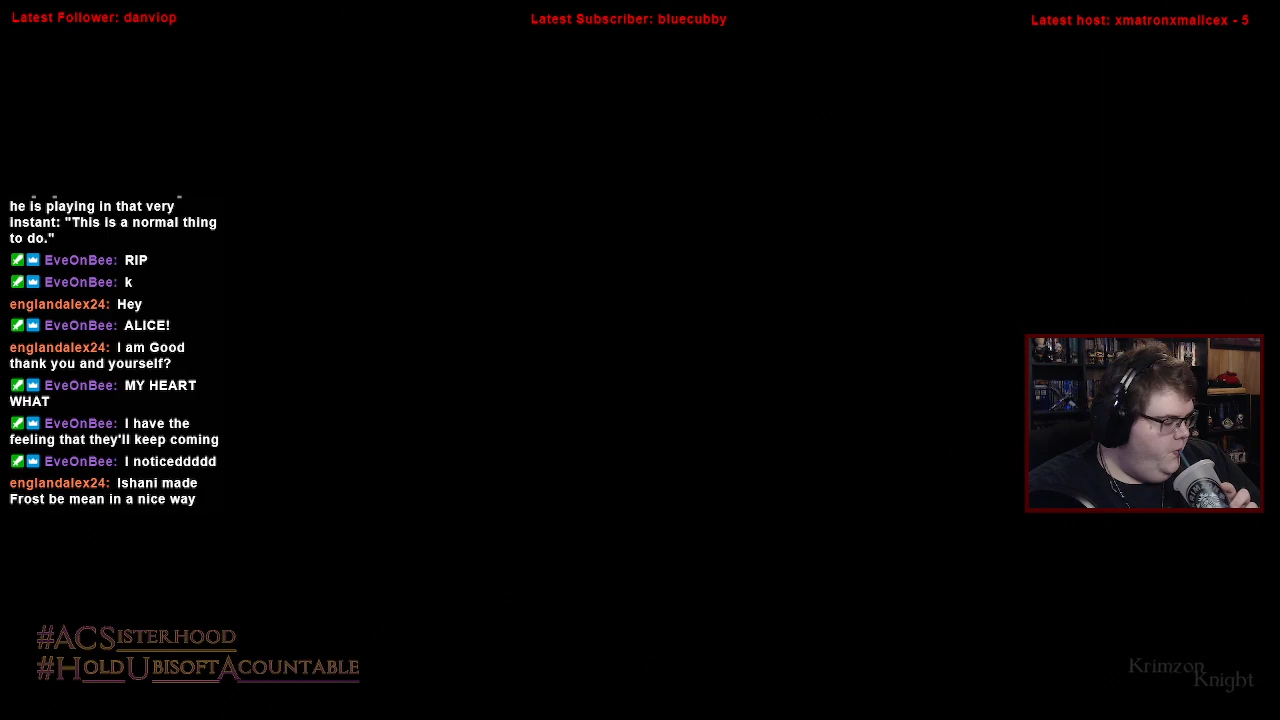 Latest Follower: danviop
Latest Subscriber: bluecubby
Latest host: xmatronxmalicex - 5
he is playing in that very
instant: "This is a normal thing
to do."
EveOnBee: RIP
EveOnBee: k
englandalex24: Hey
EveOnBee: ALICE!
englandalex24: I am Good
thank you and yourself?
EveOnBee: MY HEART
WHAT
EveOnBee: I have the
feeling that they'll keep coming
EveOnBee: I noticeddddd
englandalex24: Ishani made
Frost be mean in a nice way
#ACSisterhood
#HoldUbisoftAcountable
Krimzon
Knight